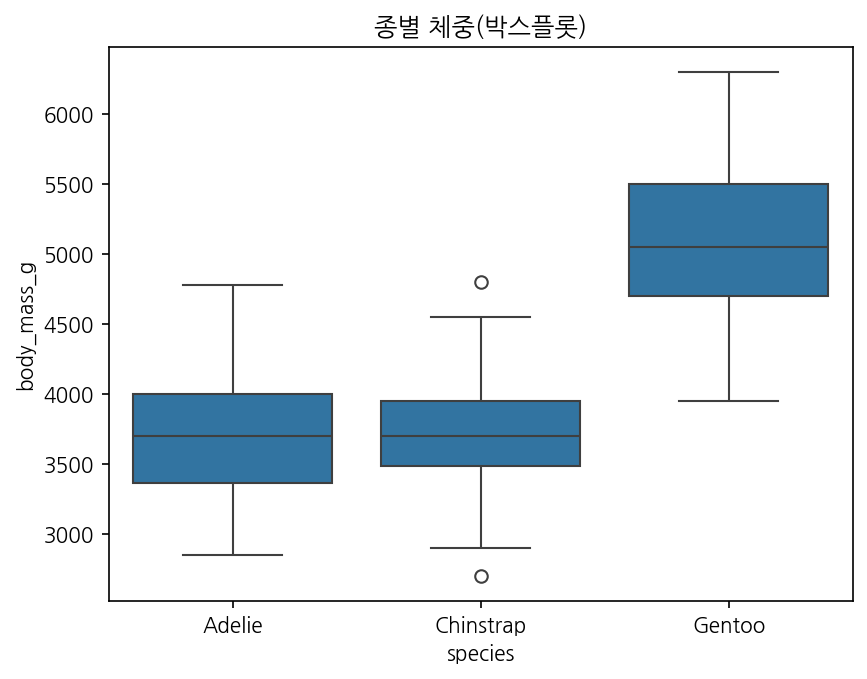 종별 체중(박스플롯)
6000
5500
5000
4500
4000
3500
3000
body_mass_g
Adelie
Chinstrap
Gentoo
species